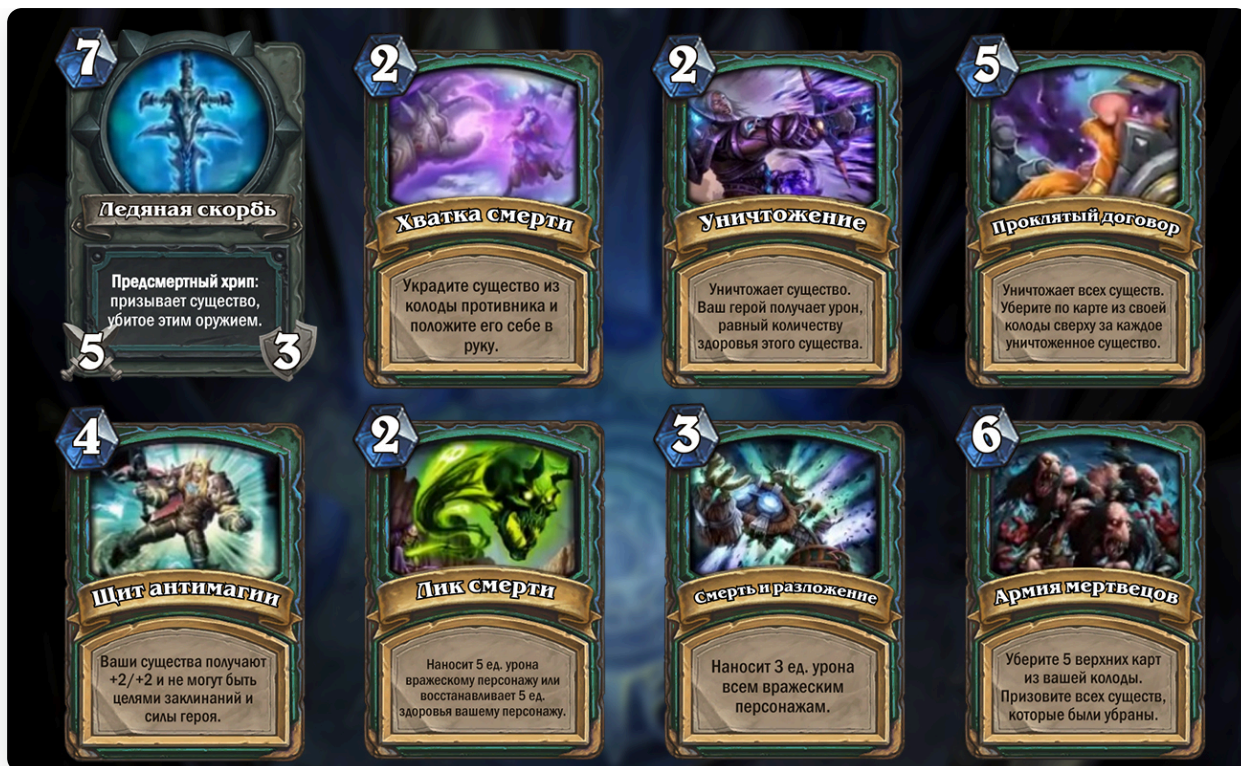 7
Ледяная скорбь
Предсмертный хрип:
призывает существо,
убитое этим оружием.
5
3
2
Хватка смерти
Украдите существо из
колоды противника и
положите его себе в
руку.
2
Уничтожение
Уничтожает существо.
Ваш герой получает урон,
равный количеству
здоровья этого существа.
5
Проклятый договор
Уничтожает всех существ.
Уберите по карте из своей
колоды сверху за каждое
уничтоженное существо.
4
Щит антимагии
Ваши существа получают
+2/+2 и не могут быть
целями заклинаний и
силы героя.
2
Лик смерти
Наносит 5 ед. урона
вражескому персонажу или
восстанавливает 5 ед.
здоровья вашему персонажу.
3
Смерть и разложение
Наносит 3 ед. урона
всем вражеским
персонажам.
6
Армия мертвецов
Уберите 5 верхних карт
из вашей колоды.
Призовите всех существ,
которые были убраны.